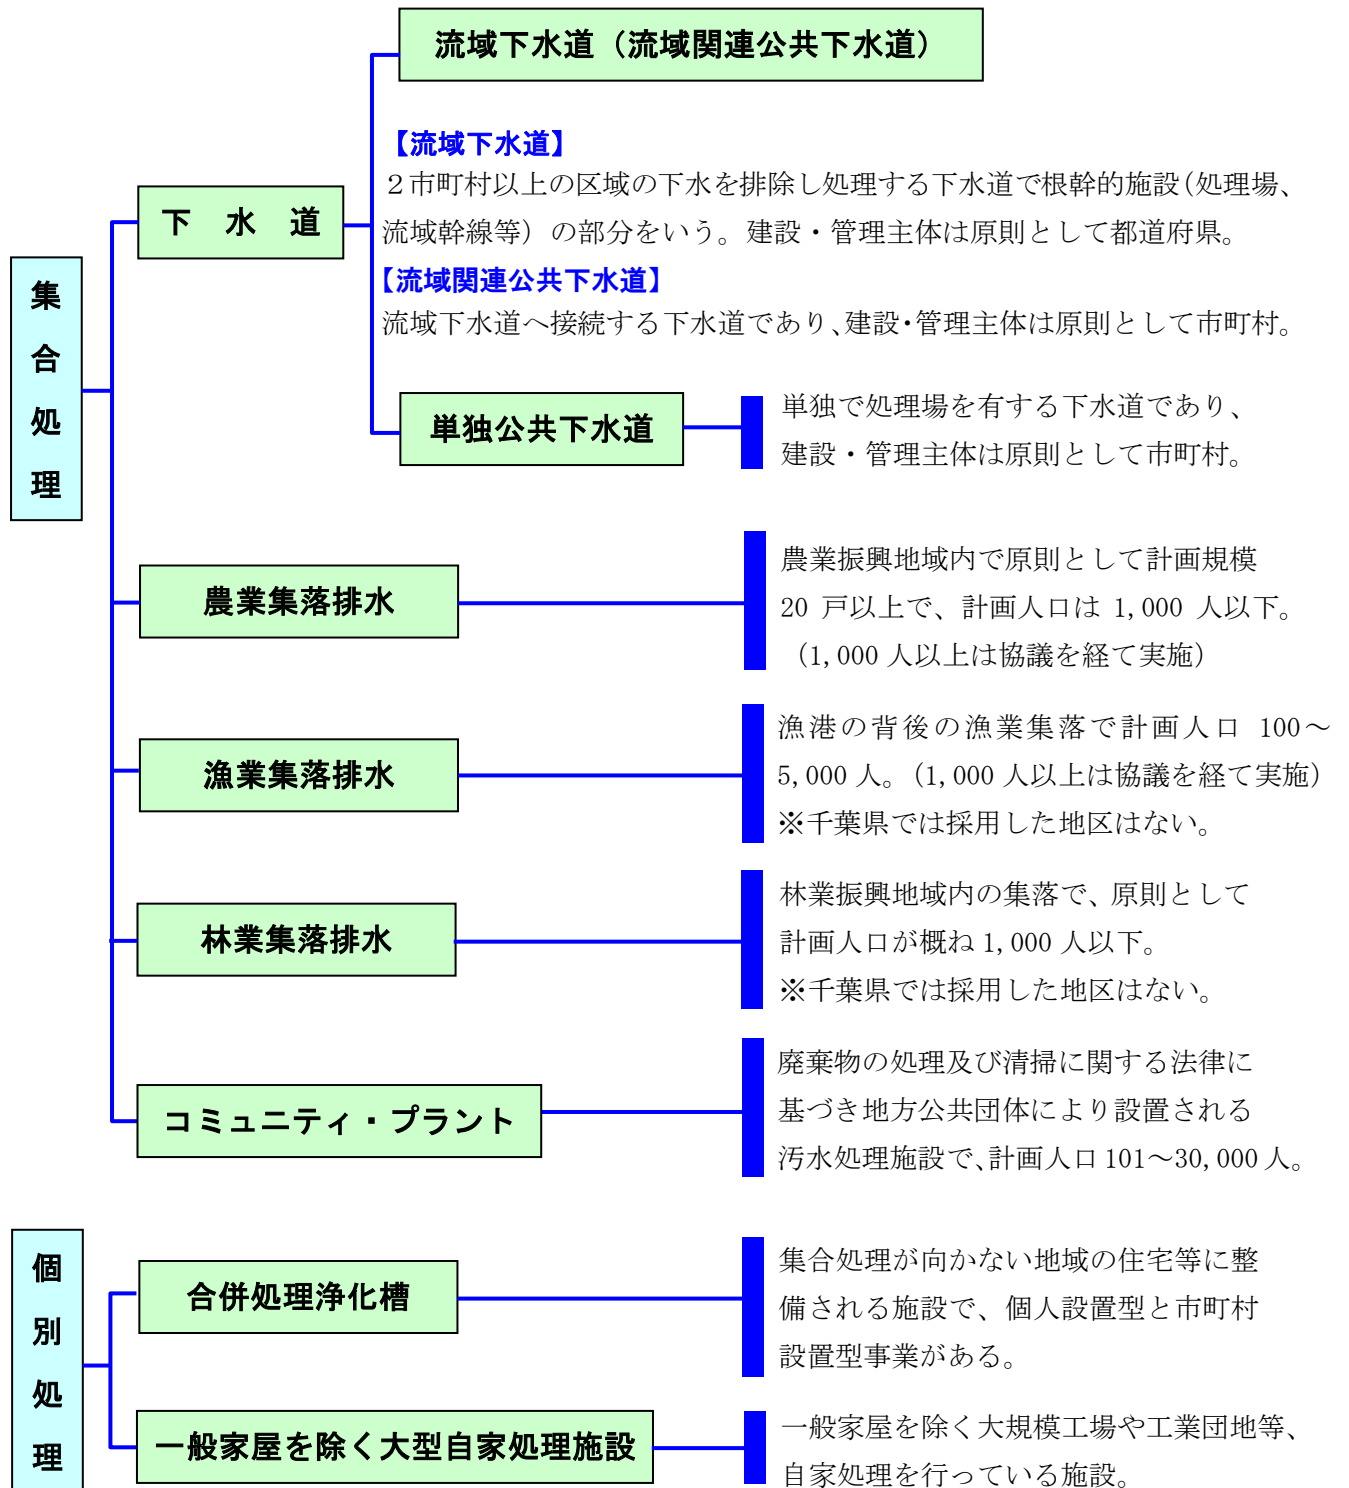 集合処理
下　水　道
流域下水道（流域関連公共下水道）
【流域下水道】
２市町村以上の区域の下水を排除し処理する下水道で根幹的施設（処理場、
流域幹線等）の部分をいう。建設・管理主体は原則として都道府県。
【流域関連公共下水道】
流域下水道へ接続する下水道であり、建設・管理主体は原則として市町村。
単独公共下水道
単独で処理場を有する下水道であり、
建設・管理主体は原則として市町村。
農業集落排水
農業振興地域内で原則として計画規模
20 戸以上で、計画人口は 1,000 人以下。
（1,000 人以上は協議を経て実施）
漁業集落排水
漁港の背後の漁業集落で計画人口 100～
5,000 人。（1,000 人以上は協議を経て実施）
※千葉県では採用した地区はない。
林業集落排水
林業振興地域内の集落で、原則として
計画人口が概ね 1,000 人以下。
※千葉県では採用した地区はない。
コミュニティ・プラント
廃棄物の処理及び清掃に関する法律に
基づき地方公共団体により設置される
汚水処理施設で、計画人口 101～30,000 人。
個別処理
合併処理浄化槽
集合処理が向かない地域の住宅等に整
備される施設で、個人設置型と市町村
設置型事業がある。
一般家屋を除く大型自家処理施設
一般家屋を除く大規模工場や工業団地等、
自家処理を行っている施設。